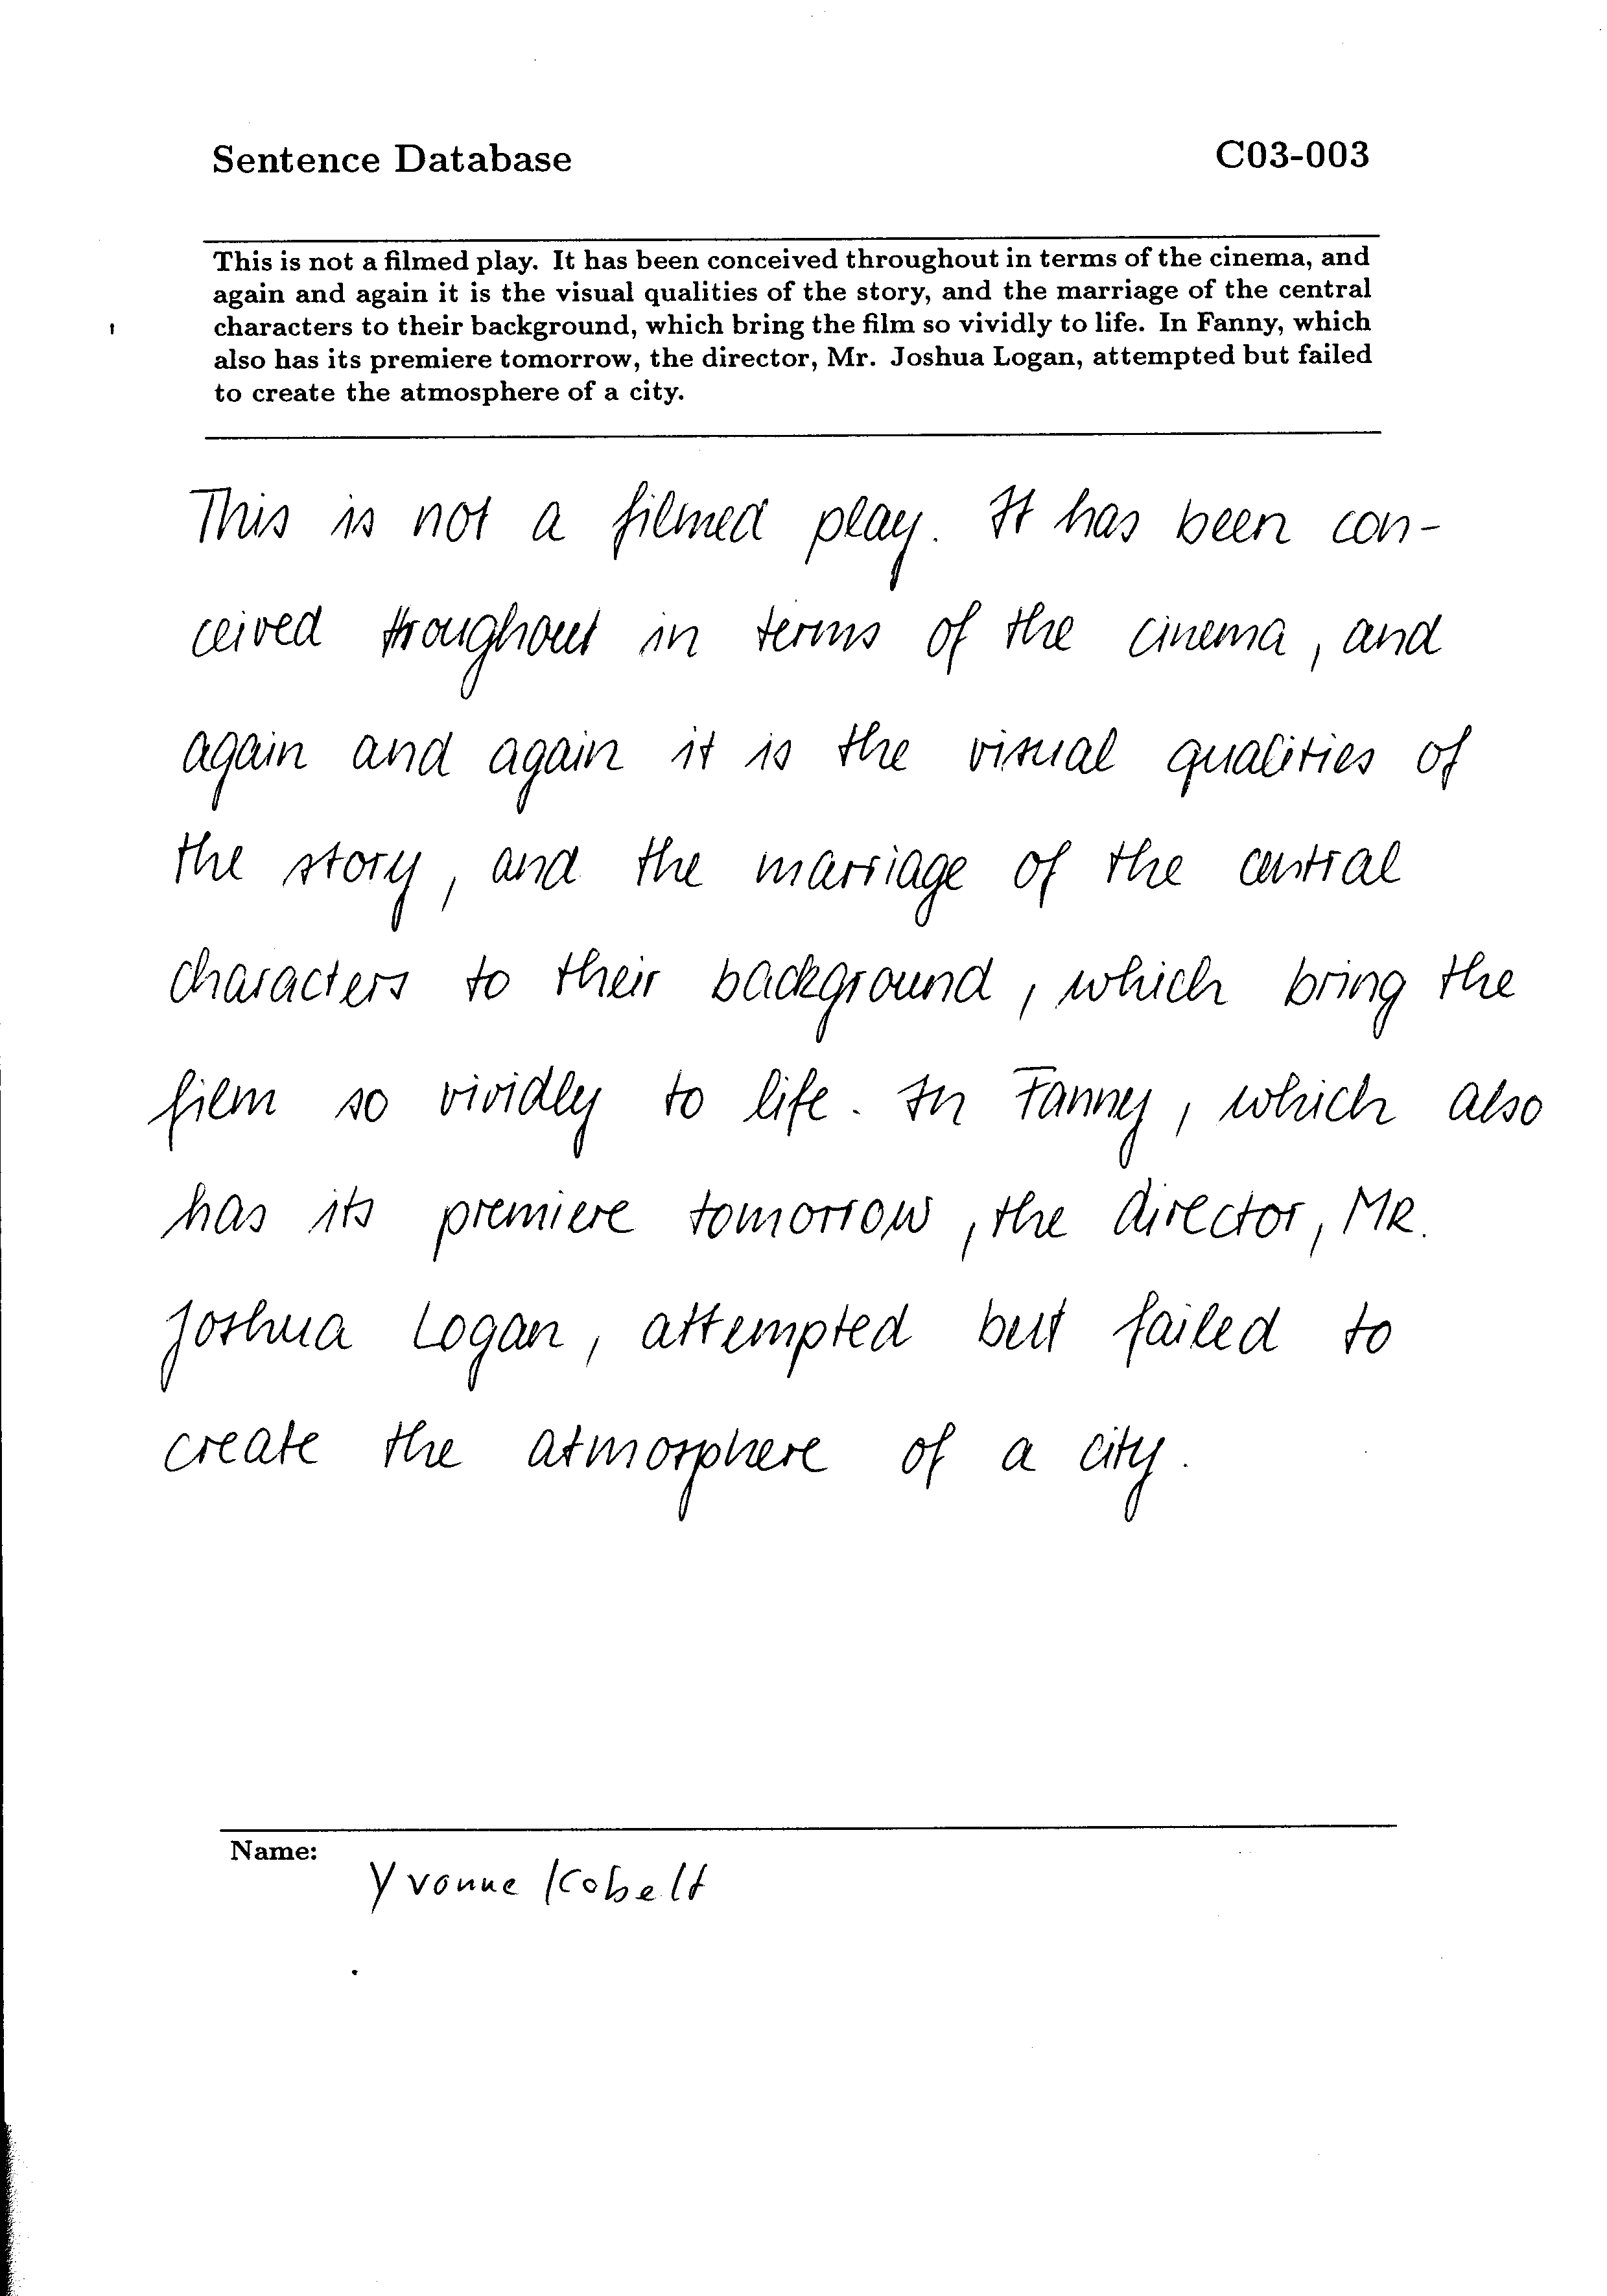 Sentence Database C03-003
This is not a filmed play. It has been conceived throughout in terms of the cinema, and
again and again it is the visual qualities of the story, and the marriage of the central
characters to their background, which bring the film so vividly to life. In Fanny, which
also has its premiere tomorrow, the director, Mr. Joshua Logan, attempted but failed
to create the atmosphere of a city.
This is not a filmed play. It has been con-
ceived throughout in terms of the cinema, and
again and again it is the visual qualities of
the story, and the marriage of the central
characters to their background, which bring the
film so vividly to life. In Fanny, which also
has its premiere tomorrow, the director, MR.
Joshua Logan, attempted but failed to
create the atmosphere of a city.
Name:
Yvonne Kobelt